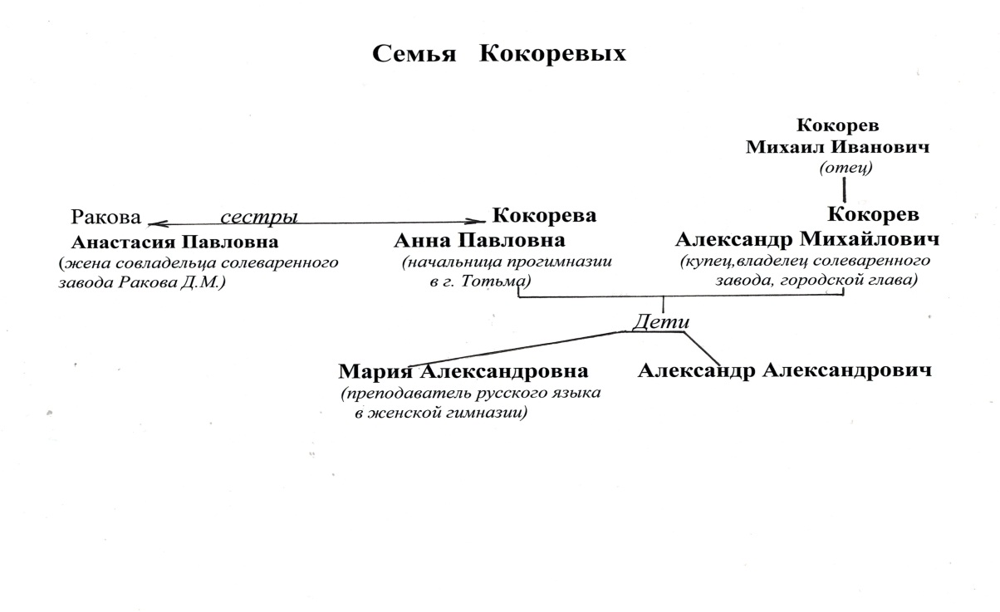 Семья Кокоревых
Кокорев
Михаил Иванович
(отец)
Ракова сестры Кокорева Кокорев
Анастасия Павловна Анна Павловна Александр Михайлович
(жена совладельца солеваренного (начальница прогимназии (купец,владелец солеваренного
завода Ракова Д.М.) в г. Тотьма) завода, городской глава)
Дети
Мария Александровна Александр Александрович
(преподаватель русского языка
в женской гимназии)